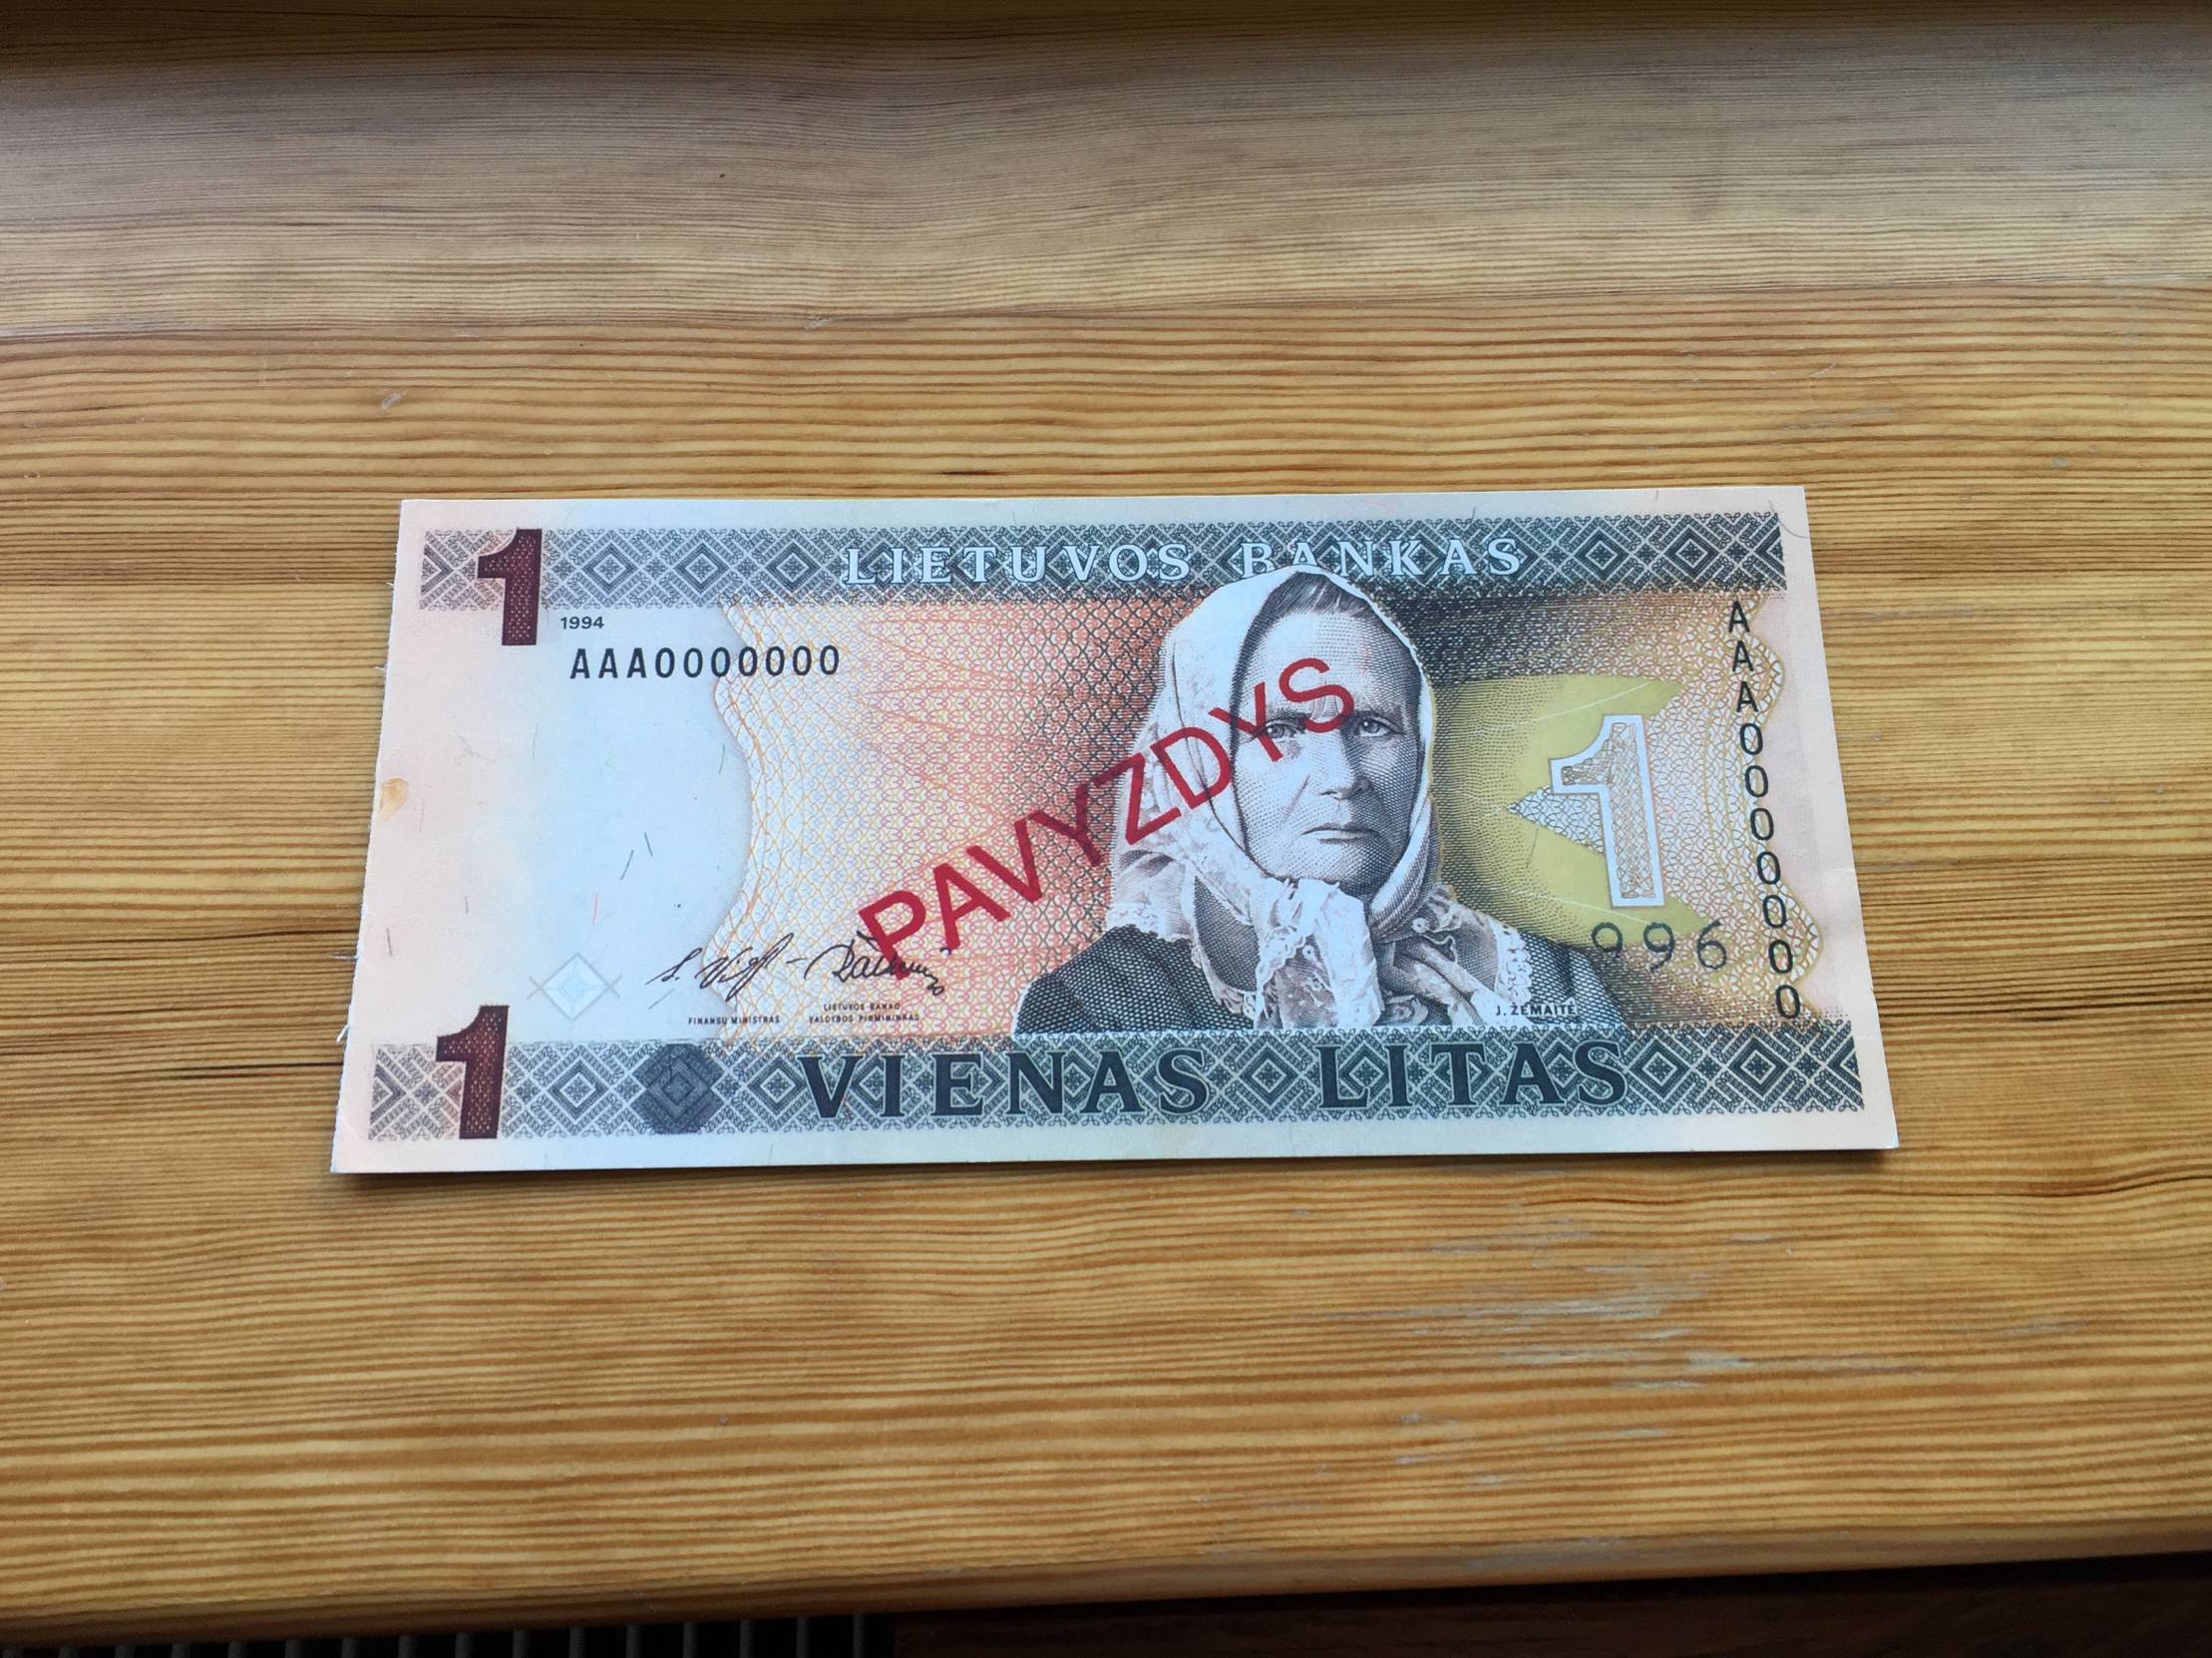 LIETUVOS BANKAS
1
1994
AAA0000000
AAA0000000
PAVYZDYS
1
996
J. ŽEMAITĖ
FINANSŲ MINISTRAS
LIETUVOS BANKO
VALDYBOS PIRMININKAS
1
VIENAS LITAS